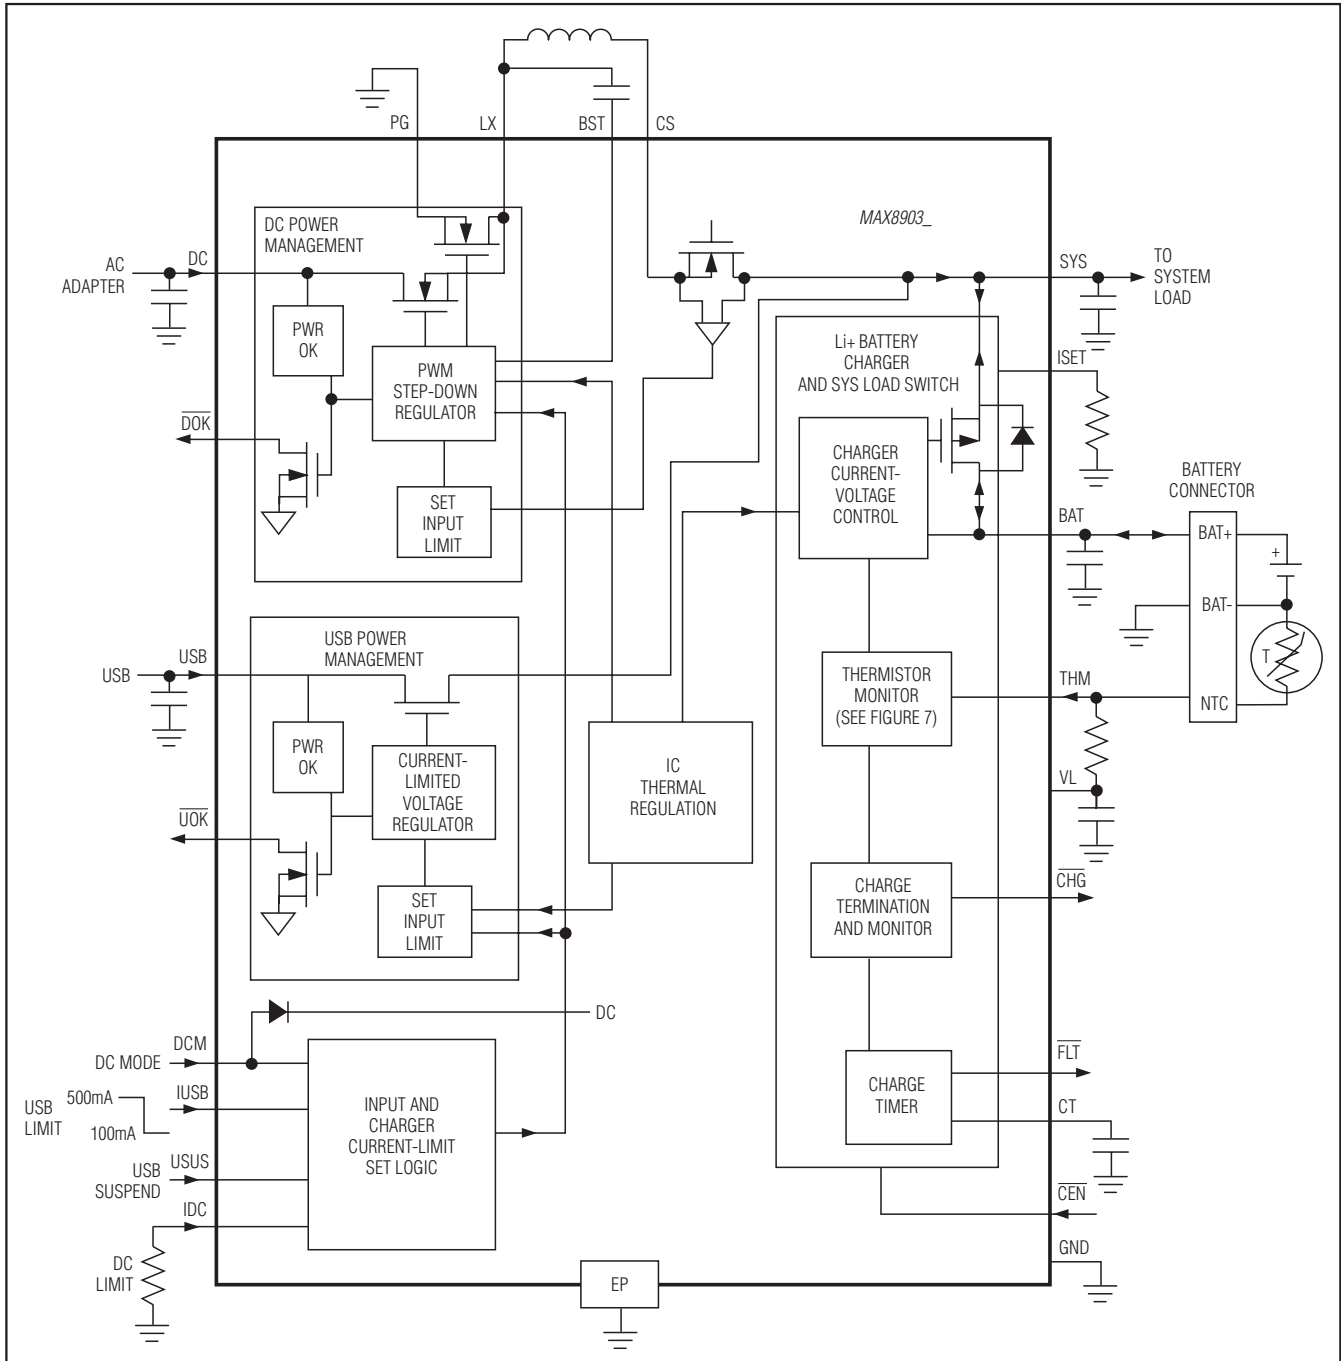 PG
LX
BST
CS
DC POWER
MANAGEMENT
MAX8903_
AC
ADAPTER
DC
PWR
OK
PWM
STEP-DOWN
REGULATOR
DOK
SET
INPUT
LIMIT
SYS
TO
SYSTEM
LOAD
Li+ BATTERY
CHARGER
AND SYS LOAD SWITCH
ISET
CHARGER
CURRENT-
VOLTAGE
CONTROL
BATTERY
CONNECTOR
BAT
BAT+
+
BAT-
T
NTC
THM
USB POWER
MANAGEMENT
USB
USB
PWR
OK
CURRENT-
LIMITED
VOLTAGE
REGULATOR
UOK
SET
INPUT
LIMIT
IC
THERMAL
REGULATION
THERMISTOR
MONITOR
(SEE FIGURE 7)
VL
CHARGE
TERMINATION
AND MONITOR
CHG
DC
DC MODE
DCM
USB
LIMIT
500mA
100mA
IUSB
USB
SUSPEND
USUS
IDC
DC
LIMIT
INPUT AND
CHARGER
CURRENT-LIMIT
SET LOGIC
CHARGE
TIMER
FLT
CT
CEN
GND
EP